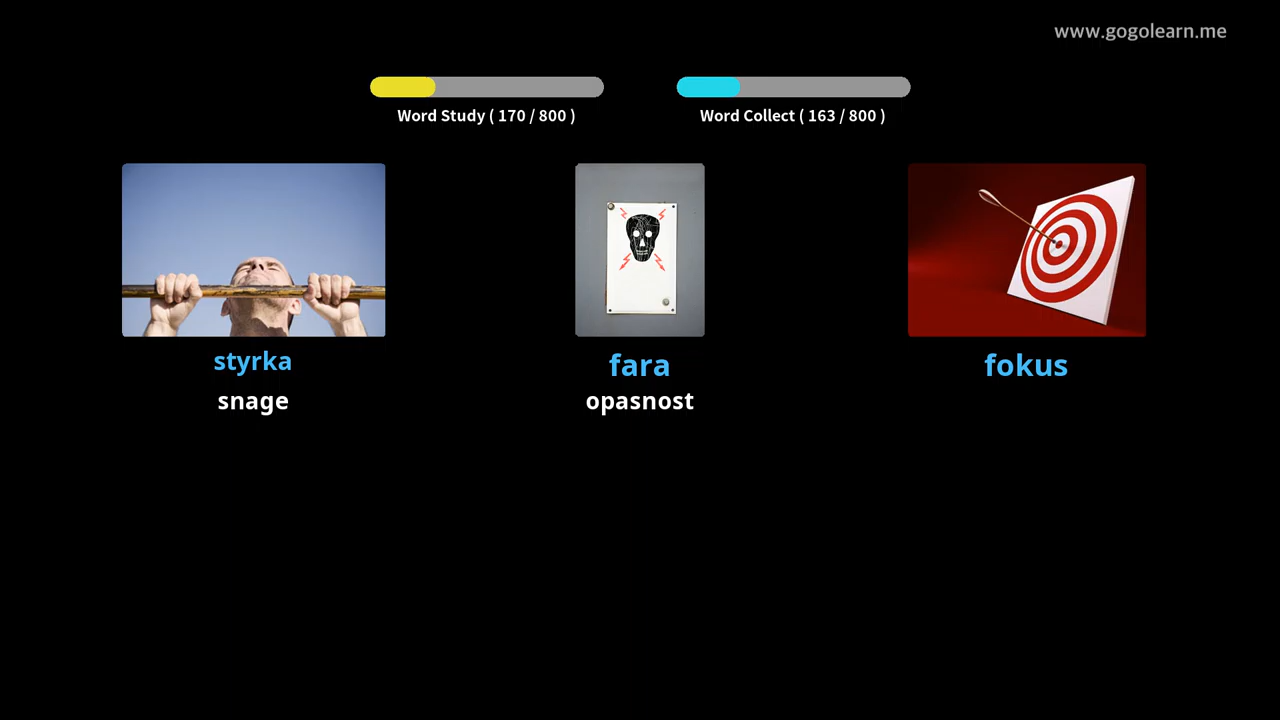 www.gogolearn.me
Word Study ( 170 / 800 )
Word Collect ( 163 / 800 )
styrka
fara
fokus
snage
opasnost